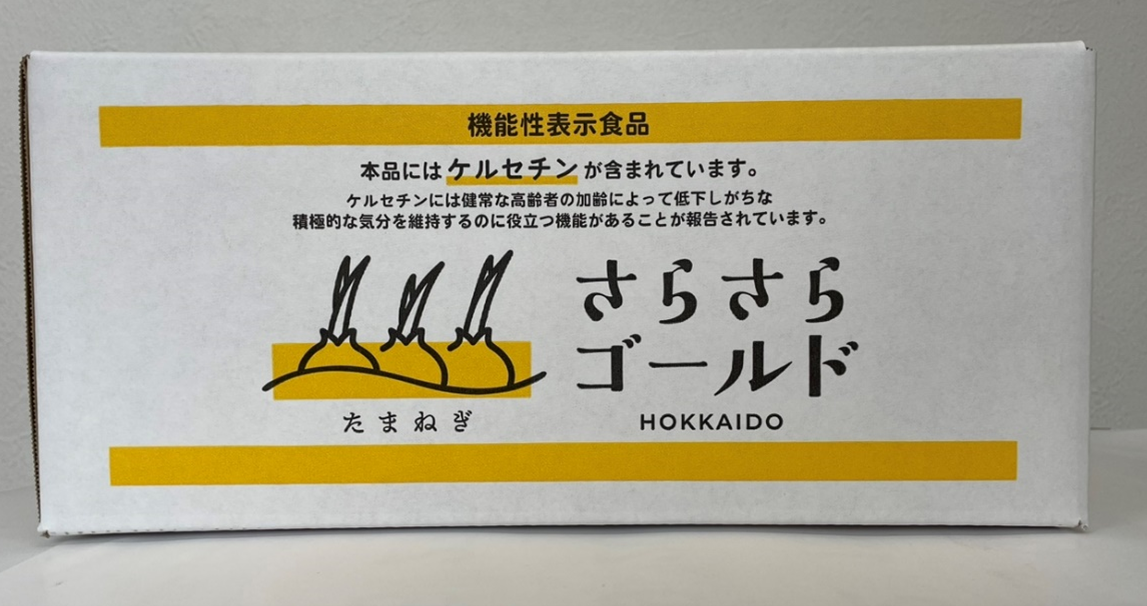 機能性表示食品
本品にはケルセチンが含まれています。
ケルセチンには健常な高齢者の加齢によって低下しがちな
積極的な気分を維持するのに役立つ機能があることが報告されています。
さらさら
ゴールド
たまねぎ
HOKKAIDO